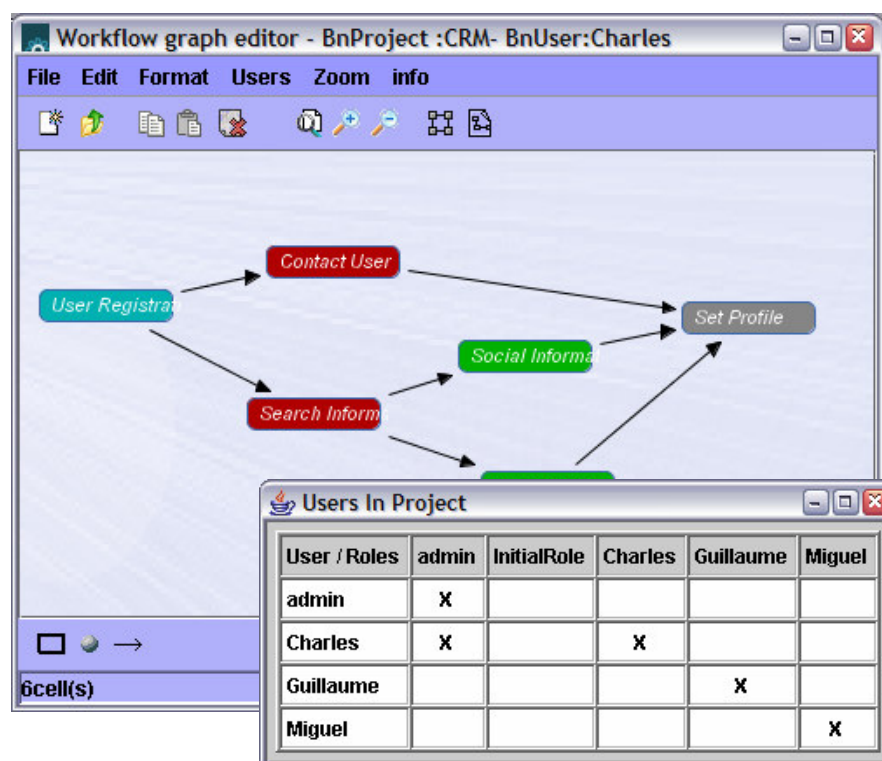 Workflow graph editor - BnProject :CRM- BnUser:Charles
File Edit Format Users Zoom info
Contact User
User Registrat
Set Profile
Social Informa
Search Inform
Users In Project
User / Roles admin InitialRole Charles Guillaume Miguel
admin X
Charles X X
Guillaume X
Miguel X
6cell(s)